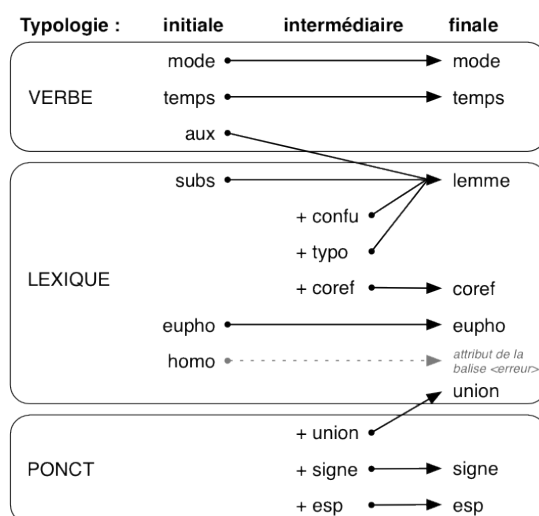 Typologie : initiale intermédiaire finale
mode mode
VERBE temps temps
aux
subs lemme
+ confu
+ typo
LEXIQUE + coref coref
eupho eupho
homo attribut de la
balise <erreur>
union
+ union
PONCT + signe signe
+ esp esp